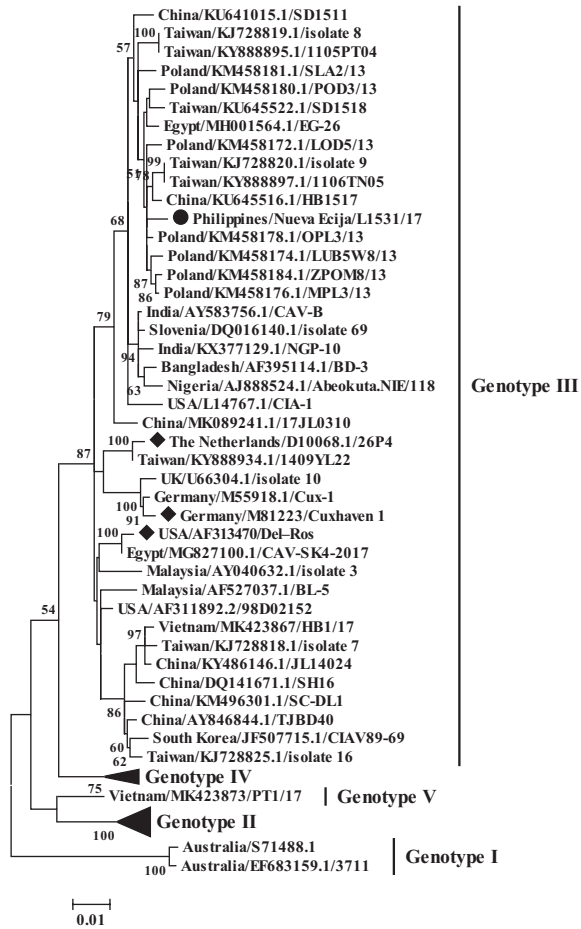 China/KU641015.1/SD1511
57
100
Taiwan/KJ728819.1/isolate 8
Taiwan/KY888895.1/1105PT04
Poland/KM458181.1/SLA2/13
Poland/KM458180.1/POD3/13
Taiwan/KU645522.1/SD1518
Egypt/MH001564.1/EG-26
Poland/KM458172.1/LOD5/13
99
Taiwan/KJ728820.1/isolate 9
51
78
Taiwan/KY888897.1/1106TN05
China/KU645516.1/HB1517
68
Philippines/Nueva Ecija/L1531/17
Poland/KM458178.1/OPL3/13
Poland/KM458174.1/LUB5W8/13
87
Poland/KM458184.1/ZPOM8/13
86
Poland/KM458176.1/MPL3/13
79
India/AY583756.1/CAV-B
Slovenia/DQ016140.1/isolate 69
94
India/KX377129.1/NGP-10
Bangladesh/AF395114.1/BD-3
63
Nigeria/AJ888524.1/Abeokuta.NIE/118
Genotype III
USA/L14767.1/CIA-1
China/MK089241.1/17JL0310
100
The Netherlands/D10068.1/26P4
87
Taiwan/KY888934.1/1409YL22
UK/U66304.1/isolate 10
Germany/M55918.1/Cux-1
100
91
Germany/M81223/Cuxhaven 1
100
USA/AF313470/Del–Ros
Egypt/MG827100.1/CAV-SK4-2017
Malaysia/AY040632.1/isolate 3
Malaysia/AF527037.1/BL-5
54
USA/AF311892.2/98D02152
97
Vietnam/MK423867/HB1/17
Taiwan/KJ728818.1/isolate 7
China/KY486146.1/JL14024
China/DQ141671.1/SH16
China/KM496301.1/SC-DL1
86
China/AY846844.1/TJBD40
60
South Korea/JF507715.1/CIAV89-69
62
Taiwan/KJ728825.1/isolate 16
Genotype IV
75
Vietnam/MK423873/PT1/17
Genotype V
Genotype II
100
Australia/S71488.1
Genotype I
100
Australia/EF683159.1/3711
0.01